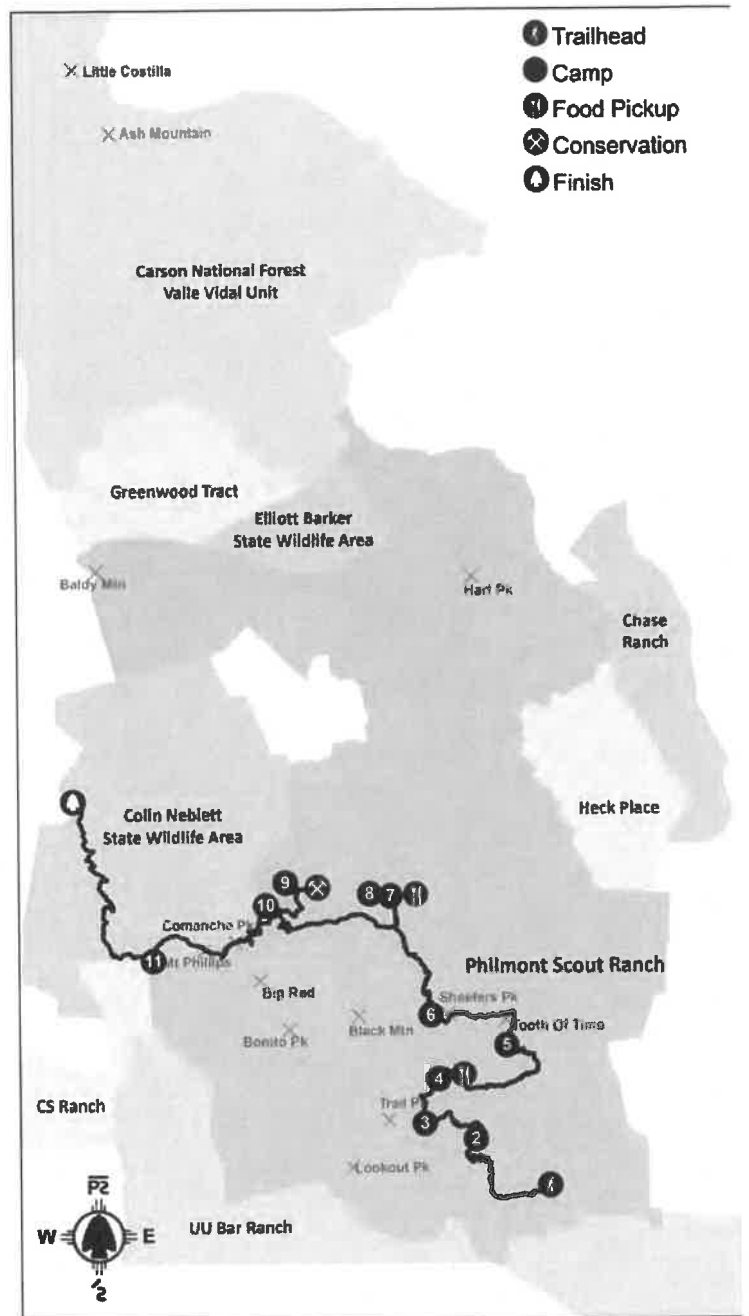 Trailhead
Camp
Food Pickup
Conservation
Finish
Little Costilla
Ash Mountain
Carson National Forest
Valle Vidal Unit
Greenwood Tract
Elliott Barker
State Wildlife Area
Baldy Mtn
Hart Pk
Chase
Ranch
Heck Place
Colin Neblett
State Wildlife Area
9
8
7
10
Comanche Pk
11
Mt Phillips
Philmont Scout Ranch
Big Red
Shaefers Pk
6
Black Mtn
Tooth Of Time
Bonito Pk
5
4
CS Ranch
Trail P
3
2
Lookout Pk
UU Bar Ranch
W
E